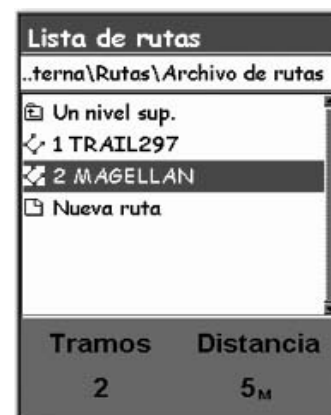 Lista de rutas
..terna\Rutas\Archivo de rutas
Un nivel sup.
1 TRAIL297
2 MAGELLAN
Nueva ruta
Tramos Distancia
2 5M